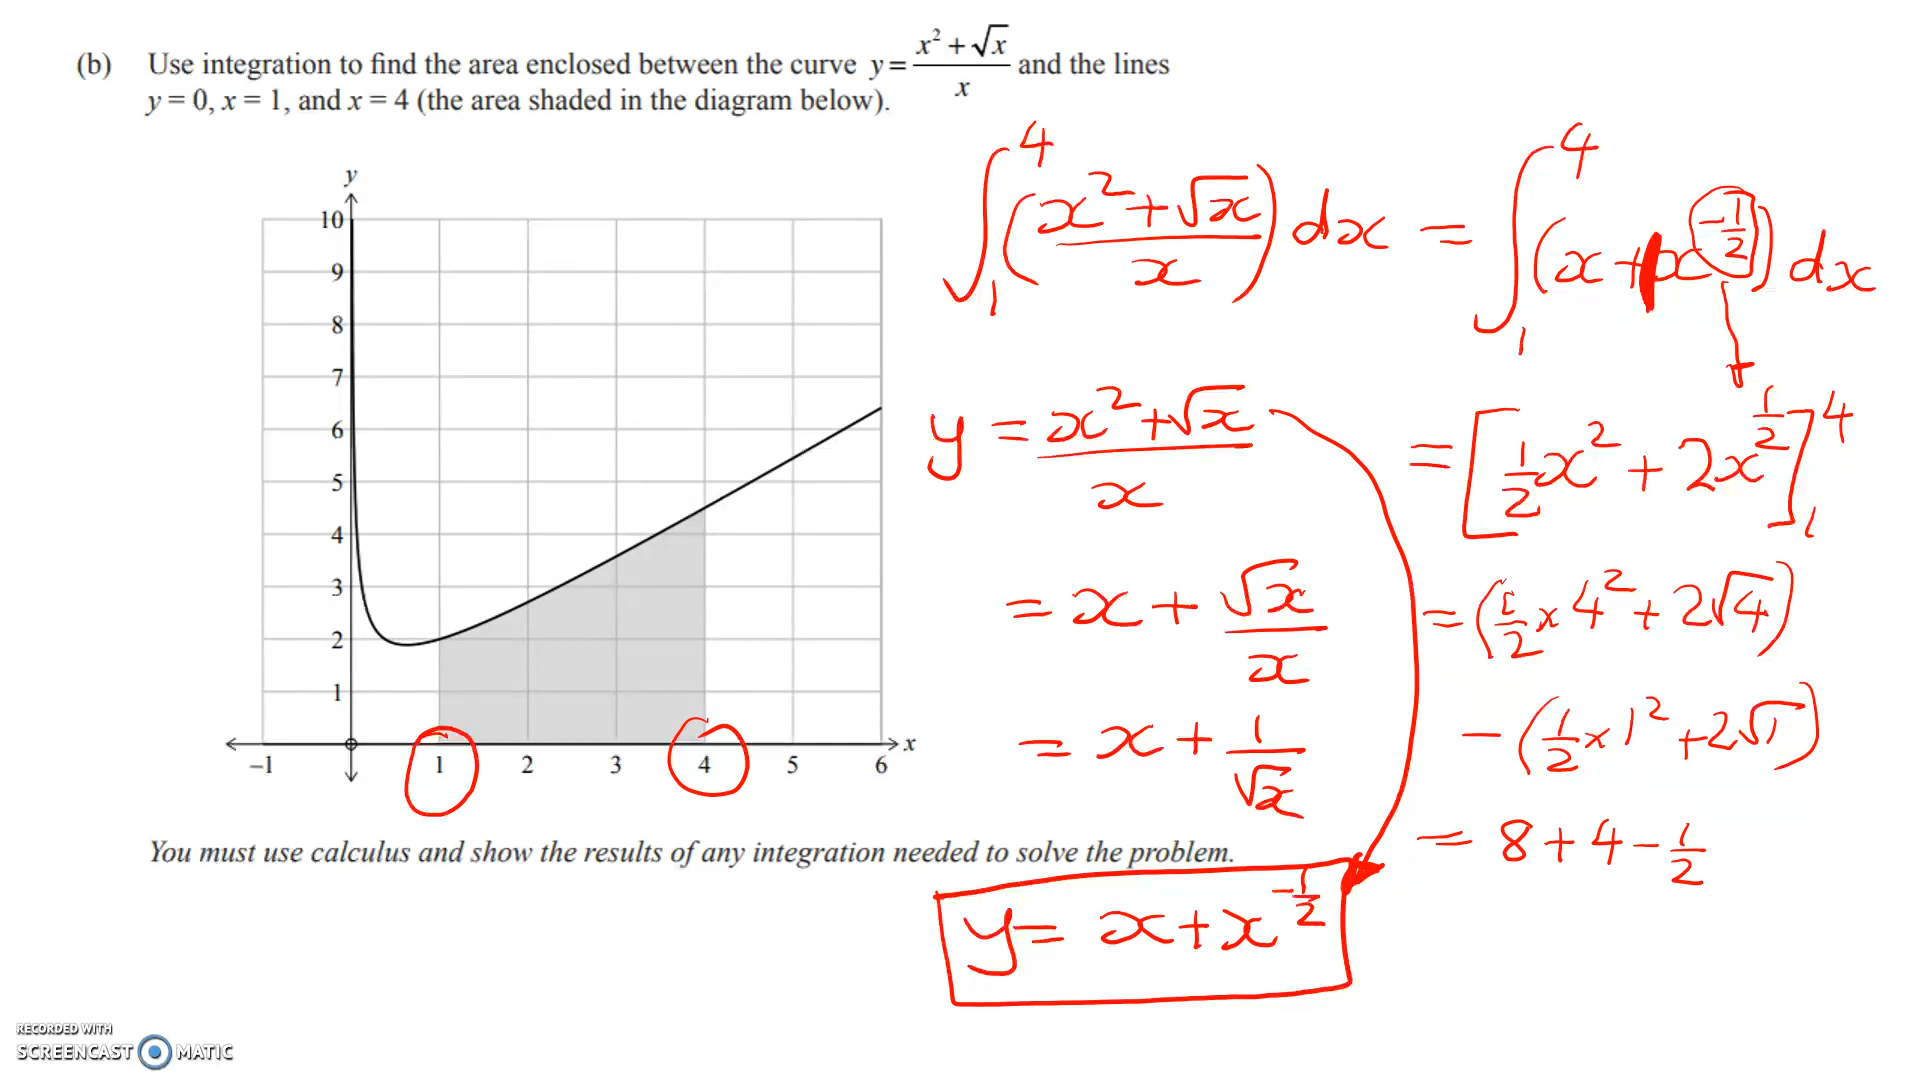 (b) Use integration to find the area enclosed between the curve y = (x² + √x)/x and the lines
y = 0, x = 1, and x = 4 (the area shaded in the diagram below).
∫₁⁴ ((x² + √x)/x) dx = ∫₁⁴ (x + x^(-1/2)) dx
y
10
9
8
7
6
5
4
3
2
1
-1 1 2 3 4 5 6 x
y = (x² + √x)/x
= x + √x/x
= x + 1/√x
y = x + x^(-1/2)
= [1/2 x² + 2x^(1/2)]₁⁴
= (1/2 × 4² + 2√4)
- (1/2 × 1² + 2√1)
= 8 + 4 - 1/2
You must use calculus and show the results of any integration needed to solve the problem.
RECORDED WITH
SCREENCAST MATIC